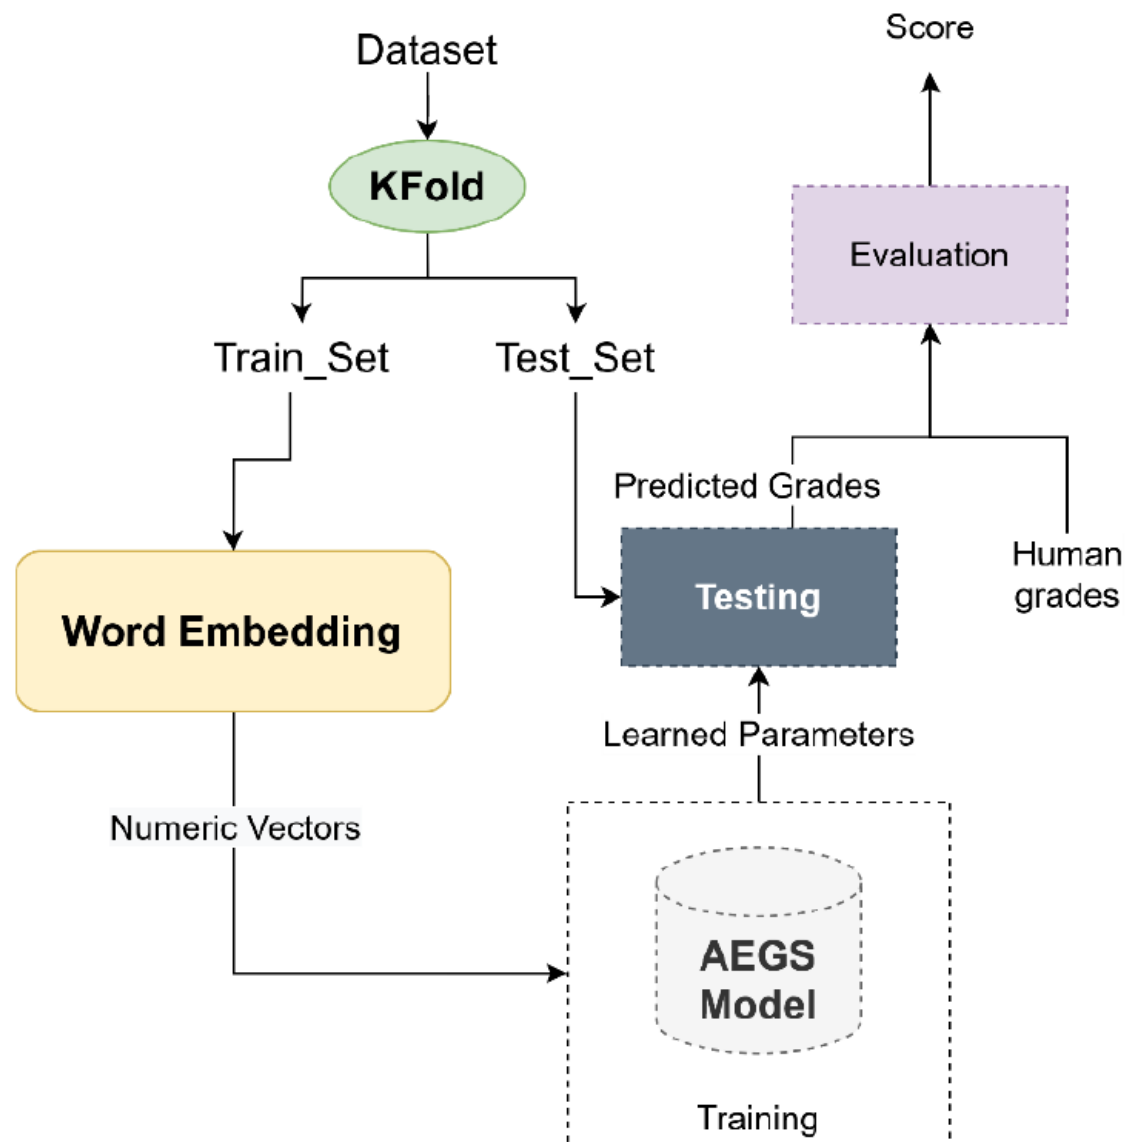 Score
Dataset
KFold
Evaluation
Train_Set
Test_Set
Predicted Grades
Human
grades
Testing
Word Embedding
Learned Parameters
Numeric Vectors
AEGS
Model
Training